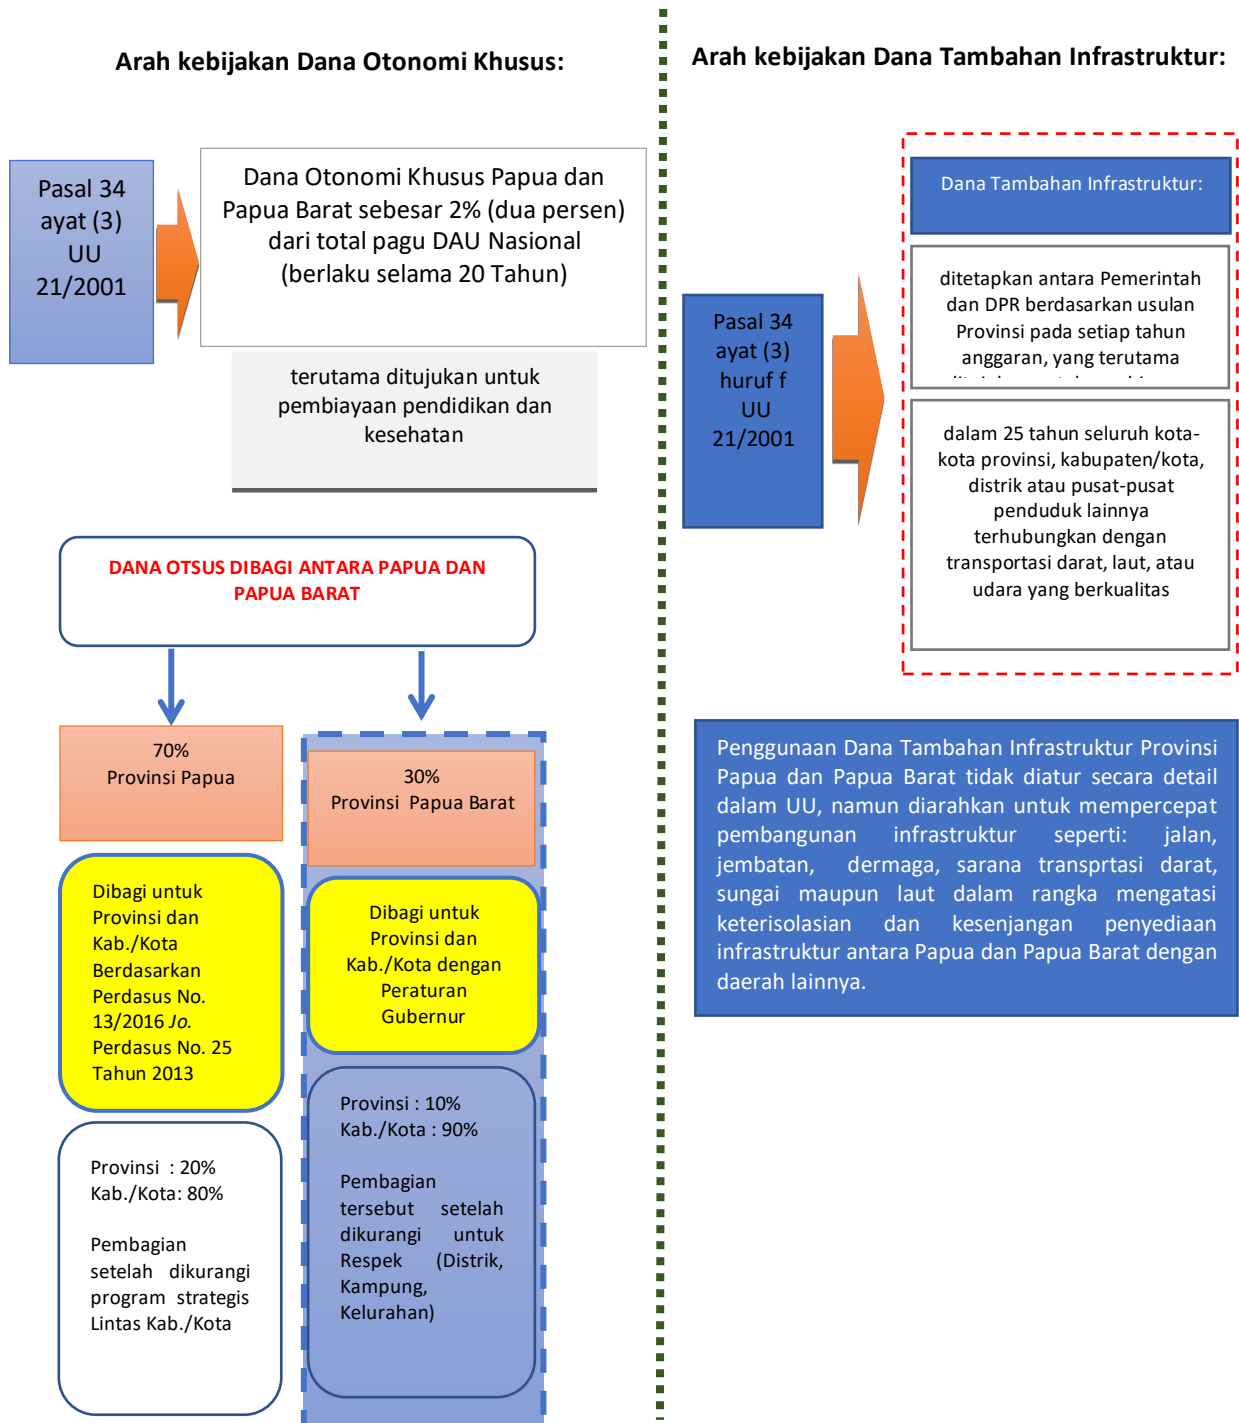 Arah kebijakan Dana Otonomi Khusus:
Pasal 34
ayat (3)
UU
21/2001
Dana Otonomi Khusus Papua dan
Papua Barat sebesar 2% (dua persen)
dari total pagu DAU Nasional
(berlaku selama 20 Tahun)
terutama ditujukan untuk
pembiayaan pendidikan dan
kesehatan
DANA OTSUS DIBAGI ANTARA PAPUA DAN
PAPUA BARAT
70%
Provinsi Papua
Dibagi untuk
Provinsi dan
Kab./Kota
Berdasarkan
Perdasus No.
13/2016 Jo.
Perdasus No. 25
Tahun 2013
Provinsi : 20%
Kab./Kota: 80%
Pembagian
setelah dikurangi
program strategis
Lintas Kab./Kota
30%
Provinsi Papua Barat
Dibagi untuk
Provinsi dan
Kab./Kota dengan
Peraturan
Gubernur
Provinsi : 10%
Kab./Kota : 90%
Pembagian
tersebut setelah
dikurangi untuk
Respek (Distrik,
Kampung,
Kelurahan)
Arah kebijakan Dana Tambahan Infrastruktur:
Pasal 34
ayat (3)
huruf f
UU
21/2001
Dana Tambahan Infrastruktur:
ditetapkan antara Pemerintah
dan DPR berdasarkan usulan
Provinsi pada setiap tahun
anggaran, yang terutama
dalam 25 tahun seluruh kota-
kota provinsi, kabupaten/kota,
distrik atau pusat-pusat
penduduk lainnya
terhubungkan dengan
transportasi darat, laut, atau
udara yang berkualitas
Penggunaan Dana Tambahan Infrastruktur Provinsi
Papua dan Papua Barat tidak diatur secara detail
dalam UU, namun diarahkan untuk mempercepat
pembangunan infrastruktur seperti: jalan,
jembatan, dermaga, sarana transprtasi darat,
sungai maupun laut dalam rangka mengatasi
keterisolasian dan kesenjangan penyediaan
infrastruktur antara Papua dan Papua Barat dengan
daerah lainnya.